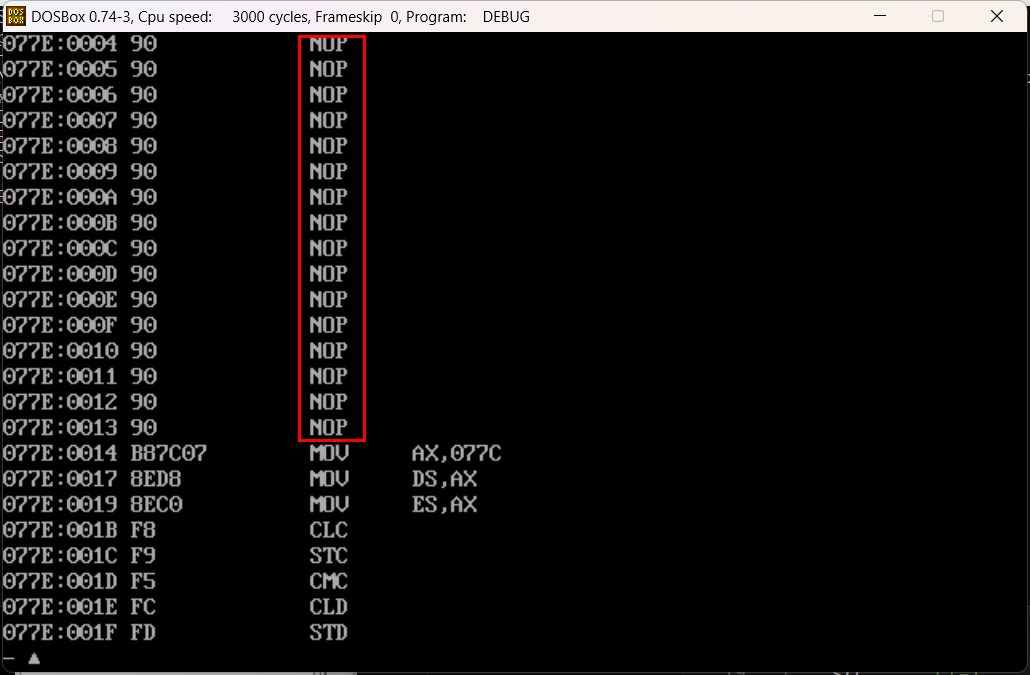 DOSBox 0.74-3, Cpu speed: 3000 cycles, Frameskip 0, Program: DEBUG
077E:0004 90 NOP
077E:0005 90 NOP
077E:0006 90 NOP
077E:0007 90 NOP
077E:0008 90 NOP
077E:0009 90 NOP
077E:000A 90 NOP
077E:000B 90 NOP
077E:000C 90 NOP
077E:000D 90 NOP
077E:000E 90 NOP
077E:000F 90 NOP
077E:0010 90 NOP
077E:0011 90 NOP
077E:0012 90 NOP
077E:0013 90 NOP
077E:0014 B87C07 MOV AX,077C
077E:0017 8ED8 MOV DS,AX
077E:0019 8EC0 MOV ES,AX
077E:001B F8 CLC
077E:001C F9 STC
077E:001D F5 CMC
077E:001E FC CLD
077E:001F FD STD
-